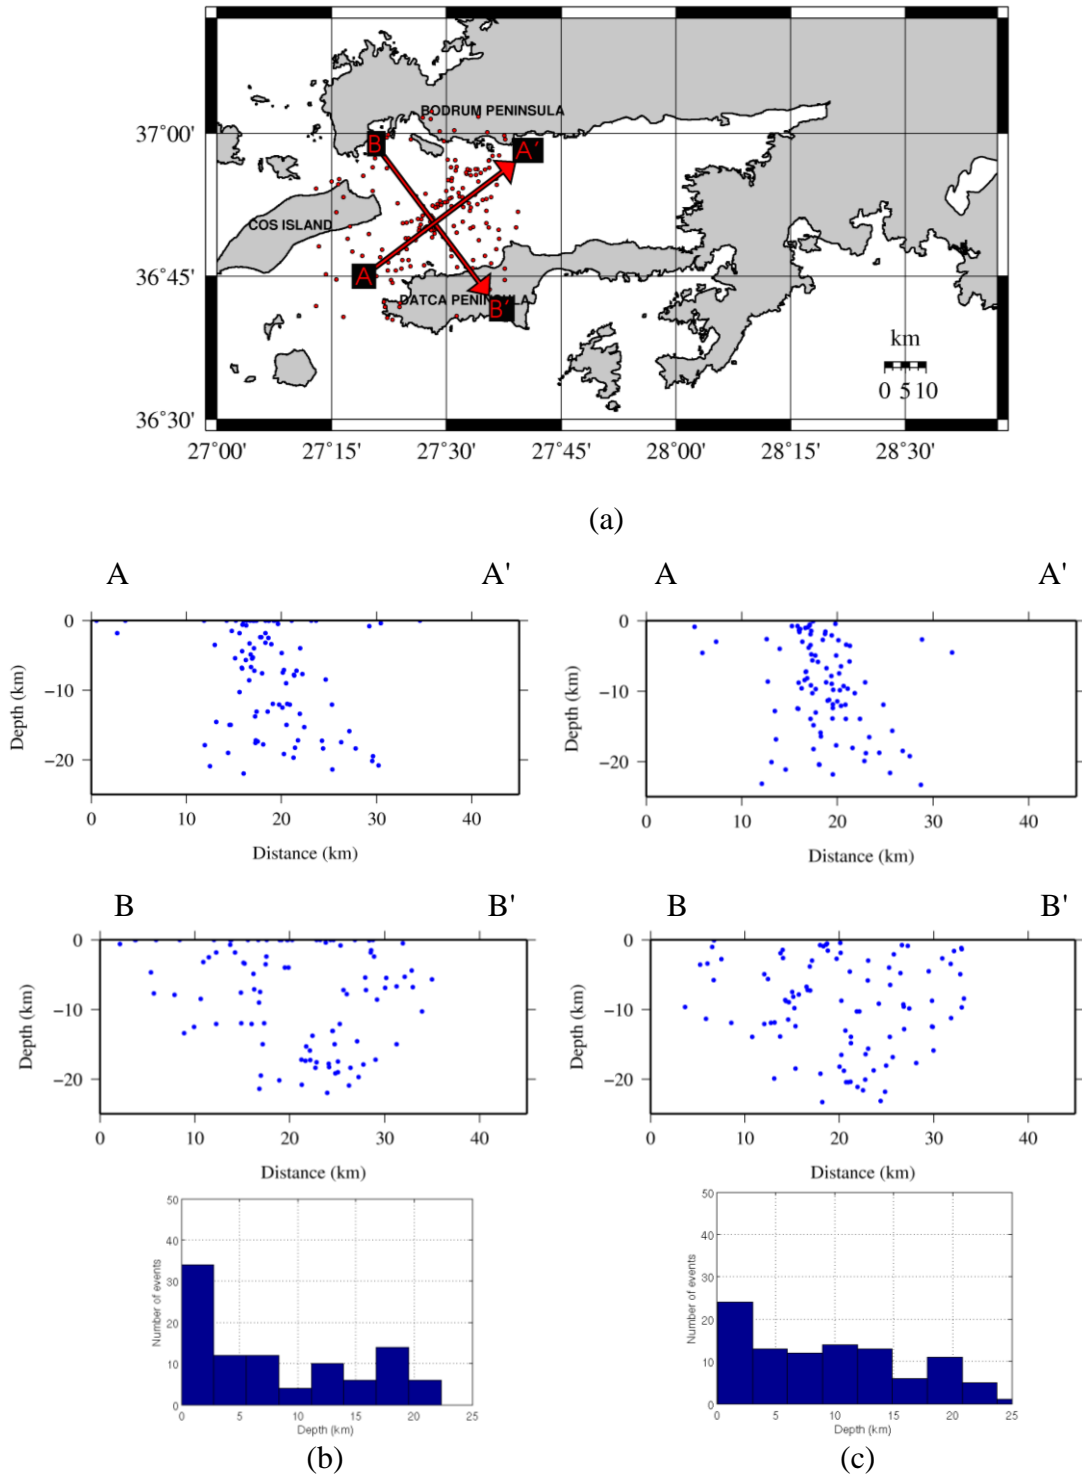 BODRUM PENINSULA
37°00'
B
A'
COS ISLAND
36°45'
A
DATCA PENINSULA
B'
km
0 5 10
36°30'
27°00' 27°15' 27°30' 27°45' 28°00' 28°15' 28°30'
(a)
A A' A A'
0 0
Depth (km) −10 Depth (km) −10
−20 −20
0 10 20 30 40 0 10 20 30 40
Distance (km) Distance (km)
B B' B B'
0 0
Depth (km) −10 Depth (km) −10
−20 −20
0 10 20 30 40 0 10 20 30 40
Distance (km) Distance (km)
50 50
40 40
Number of events 30 Number of events 30
20 20
10 10
0 0
0 5 10 15 20 25 0 5 10 15 20 25
Depth (km) Depth (km)
(b) (c)